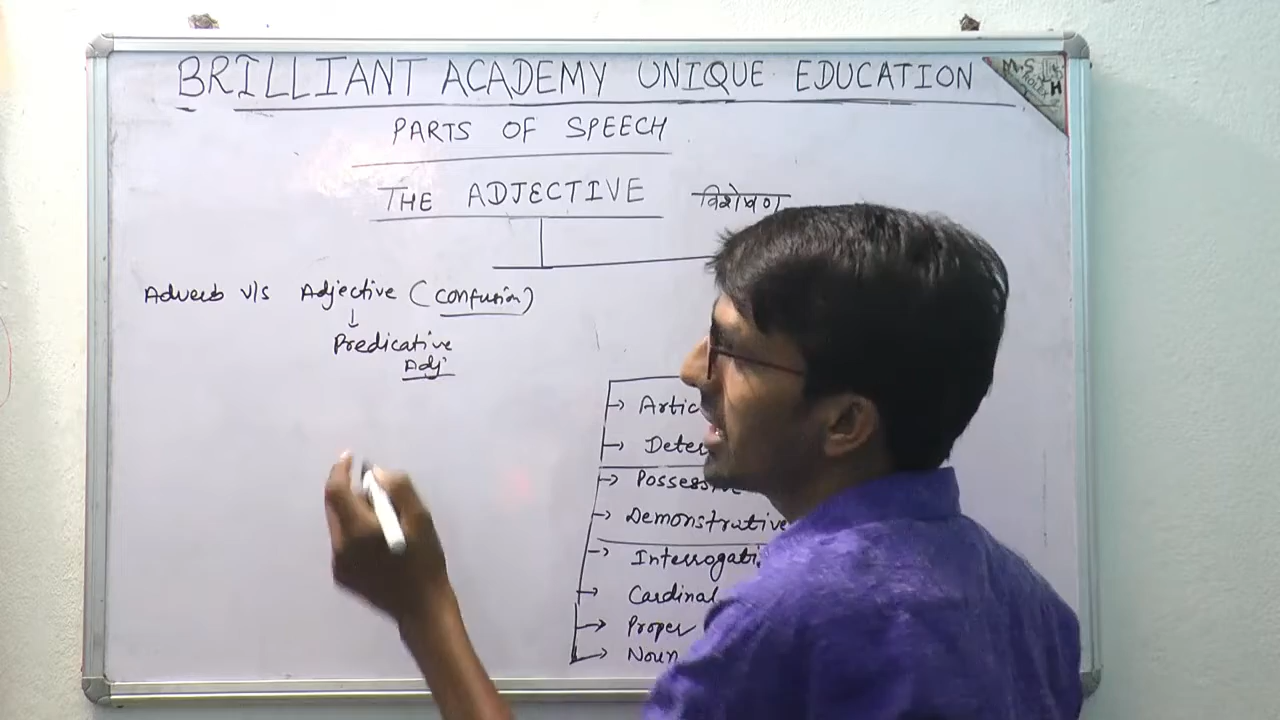 BRILLIANT ACADEMY UNIQUE EDUCATION
M.S
H
PARTS OF SPEECH
THE ADJECTIVE विशेषण
Adverb v/s Adjective (confusion)
↓
Predicative
Adj
→ Artic
→ Deter
→ Possessive
→ Demonstrative
→ Interrogati
→ Cardinal
→ Proper
→ Noun